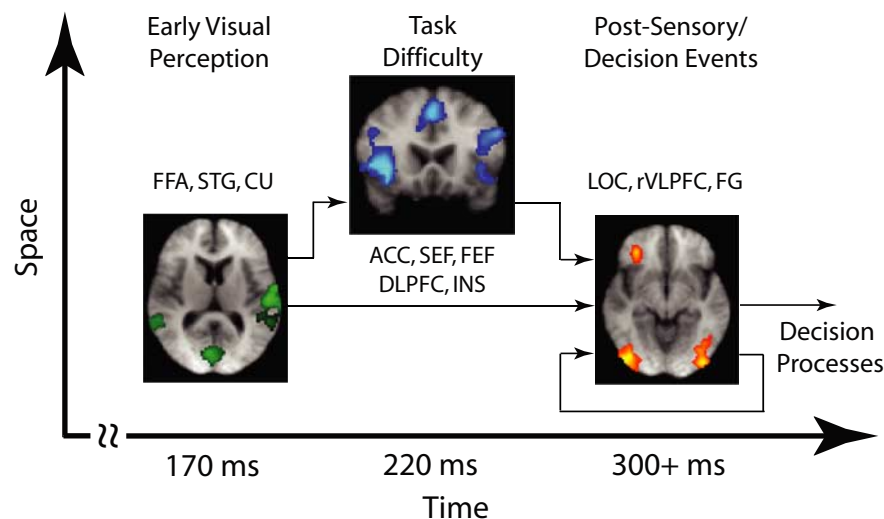 Early Visual
Perception
Task
Difficulty
Post-Sensory/
Decision Events
FFA, STG, CU
LOC, rVLPFC, FG
ACC, SEF, FEF
DLPFC, INS
Decision
Processes
Space
170 ms
220 ms
300+ ms
Time